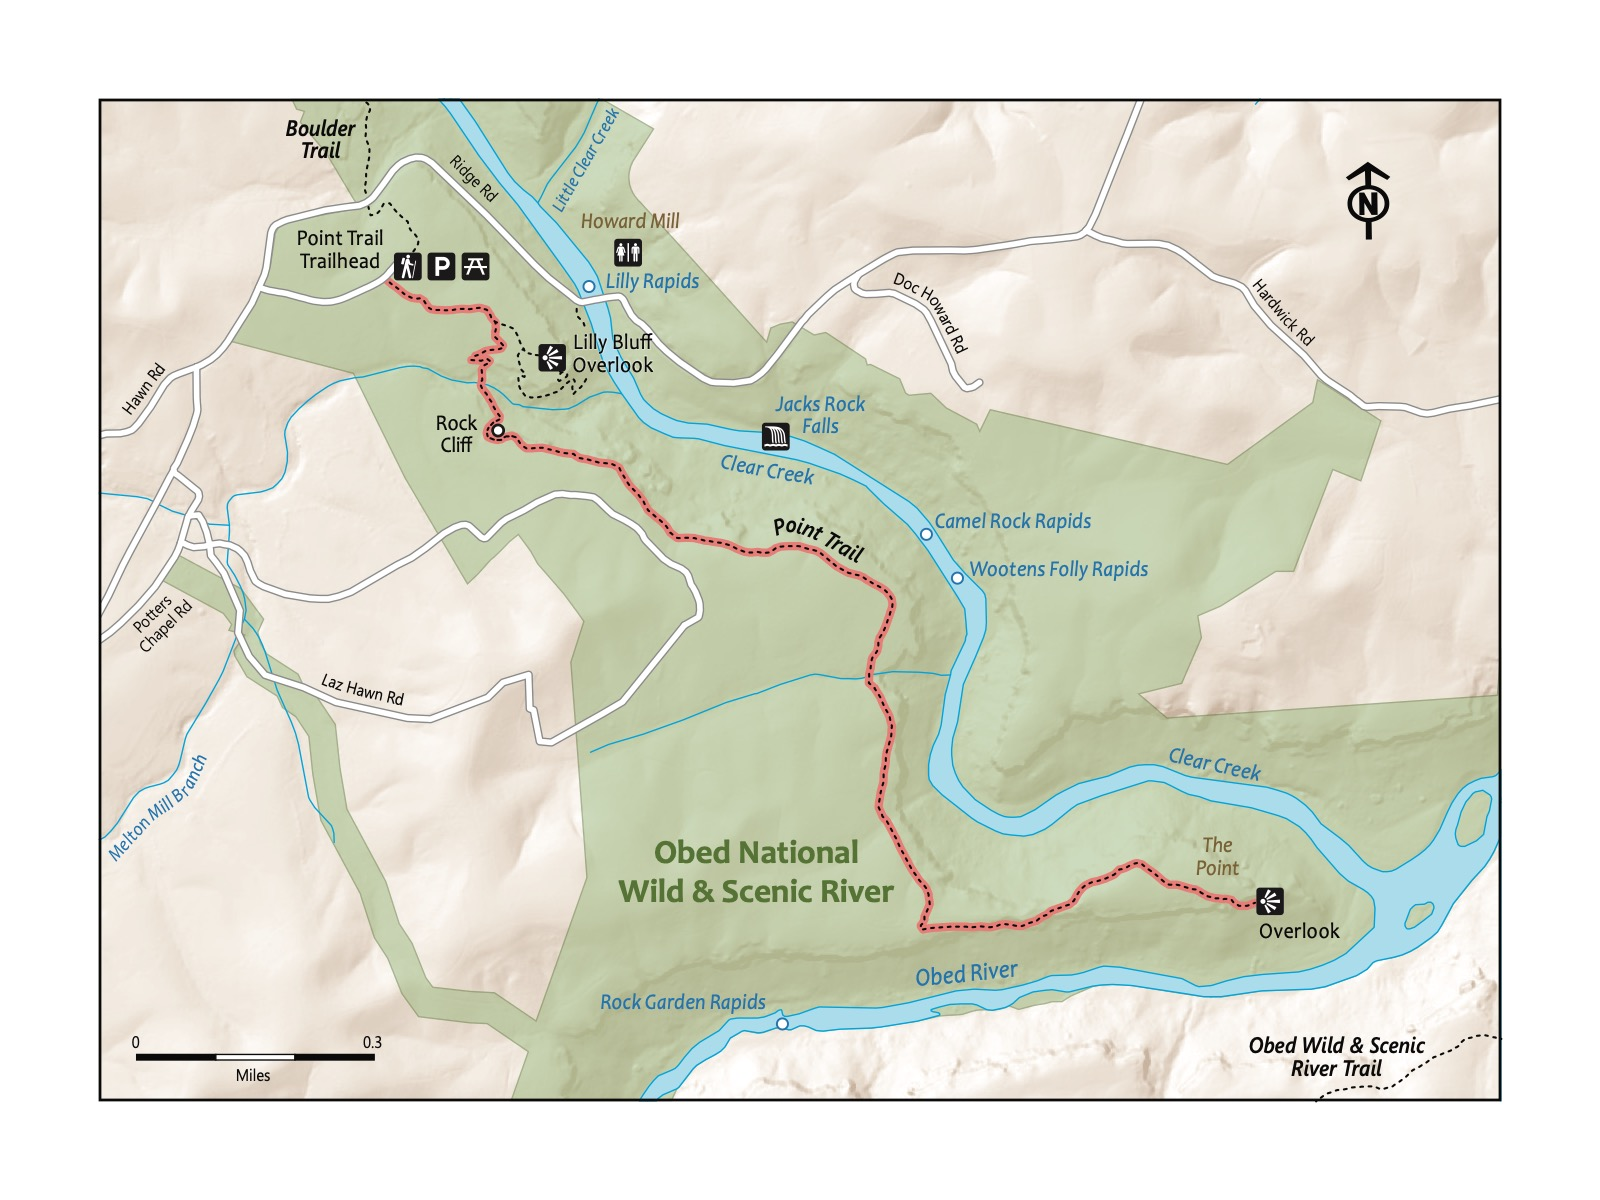 Boulder
Trail
Ridge Rd
Little Clear Creek
Howard Mill
N
Point Trail
Trailhead
P
Lilly Rapids
Doc Howard Rd
Hardwick Rd
Lilly Bluff
Overlook
Hawn Rd
Jacks Rock
Falls
Rock
Cliff
Clear Creek
Point Trail
Camel Rock Rapids
Wootens Folly Rapids
Potters
Chapel Rd
Laz Hawn Rd
Clear Creek
Melton Mill Branch
Obed National
Wild & Scenic River
The
Point
Overlook
Obed River
Rock Garden Rapids
0 0.3
Miles
Obed Wild & Scenic
River Trail